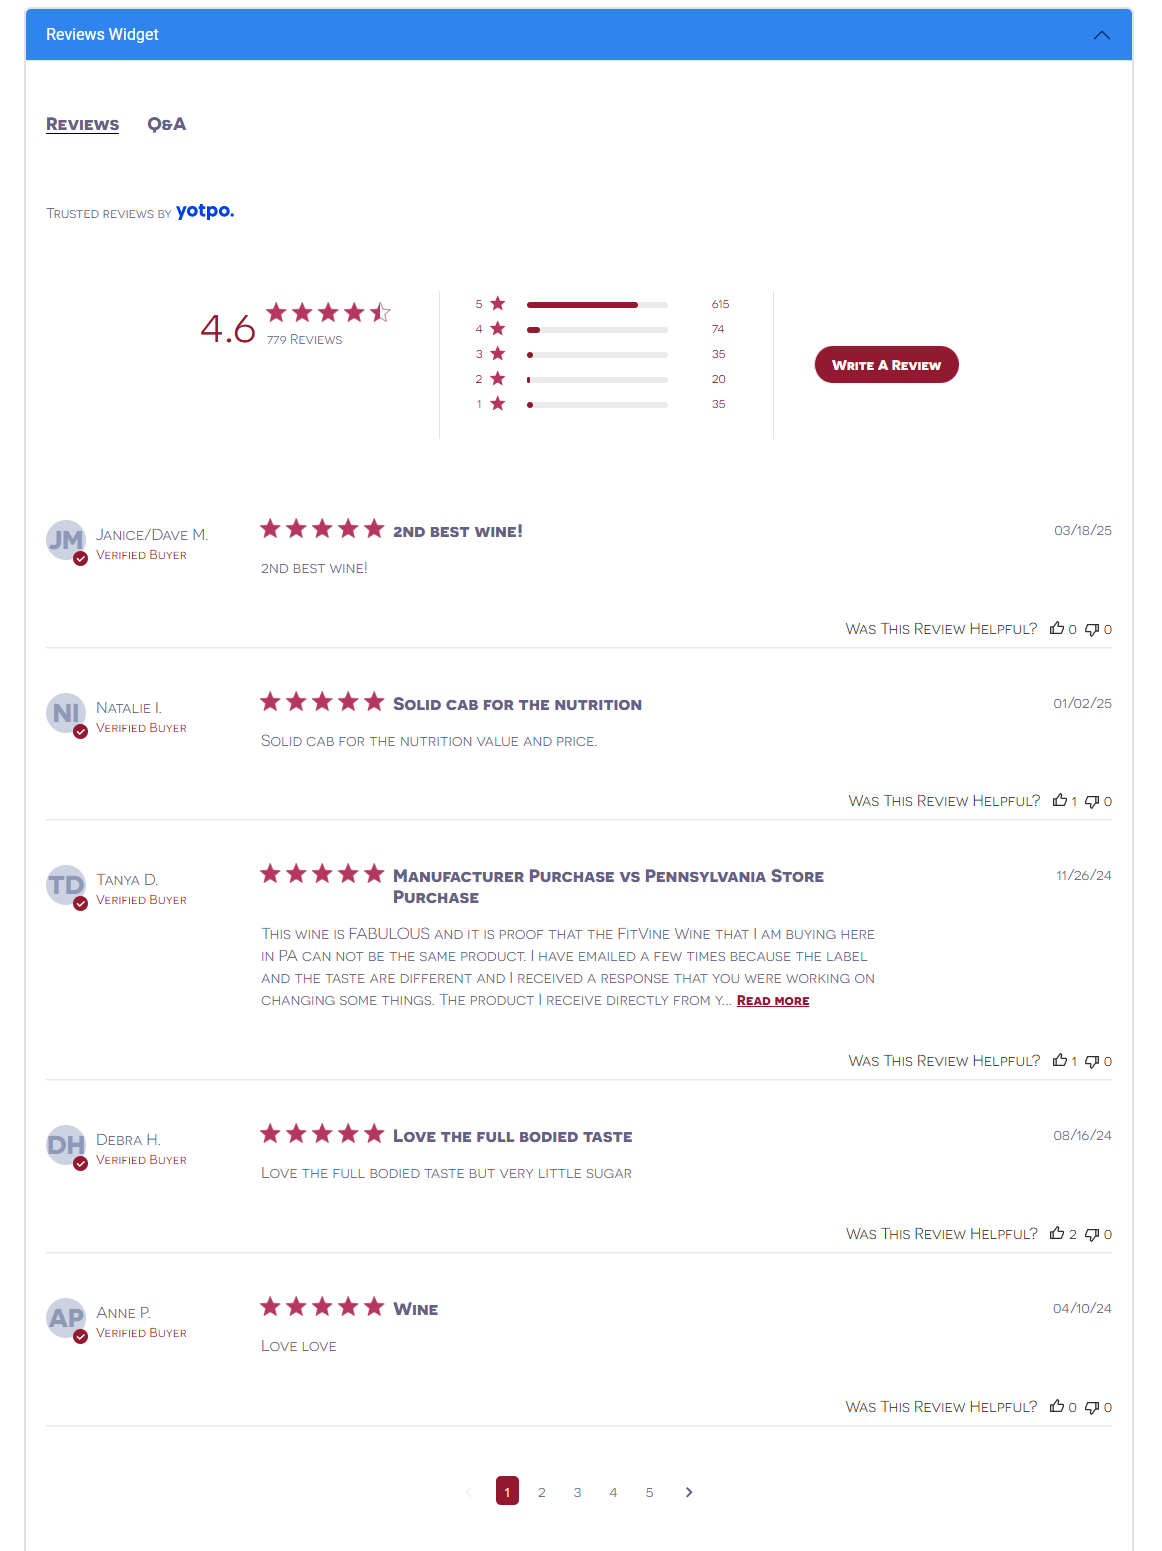 Reviews Widget
Reviews Q&A
Trusted reviews by yotpo.
4.6
779 Reviews
5 615
4 74
3 35
2 20
1 35
Write A Review
JM
Janice/Dave M.
Verified Buyer
2nd best wine!
03/18/25
2nd best wine!
Was This Review Helpful? 0 0
NI
Natalie I.
Verified Buyer
Solid cab for the nutrition
01/02/25
Solid cab for the nutrition value and price.
Was This Review Helpful? 1 0
TD
Tanya D.
Verified Buyer
Manufacturer Purchase vs Pennsylvania Store
Purchase
11/26/24
This wine is FABULOUS and it is proof that the FitVine Wine that I am buying here
in PA can not be the same product. I have emailed a few times because the label
and the taste are different and I received a response that you were working on
changing some things. The product I receive directly from y... Read more
Was This Review Helpful? 1 0
DH
Debra H.
Verified Buyer
Love the full bodied taste
08/16/24
Love the full bodied taste but very little sugar
Was This Review Helpful? 2 0
AP
Anne P.
Verified Buyer
Wine
04/10/24
Love love
Was This Review Helpful? 0 0
1 2 3 4 5